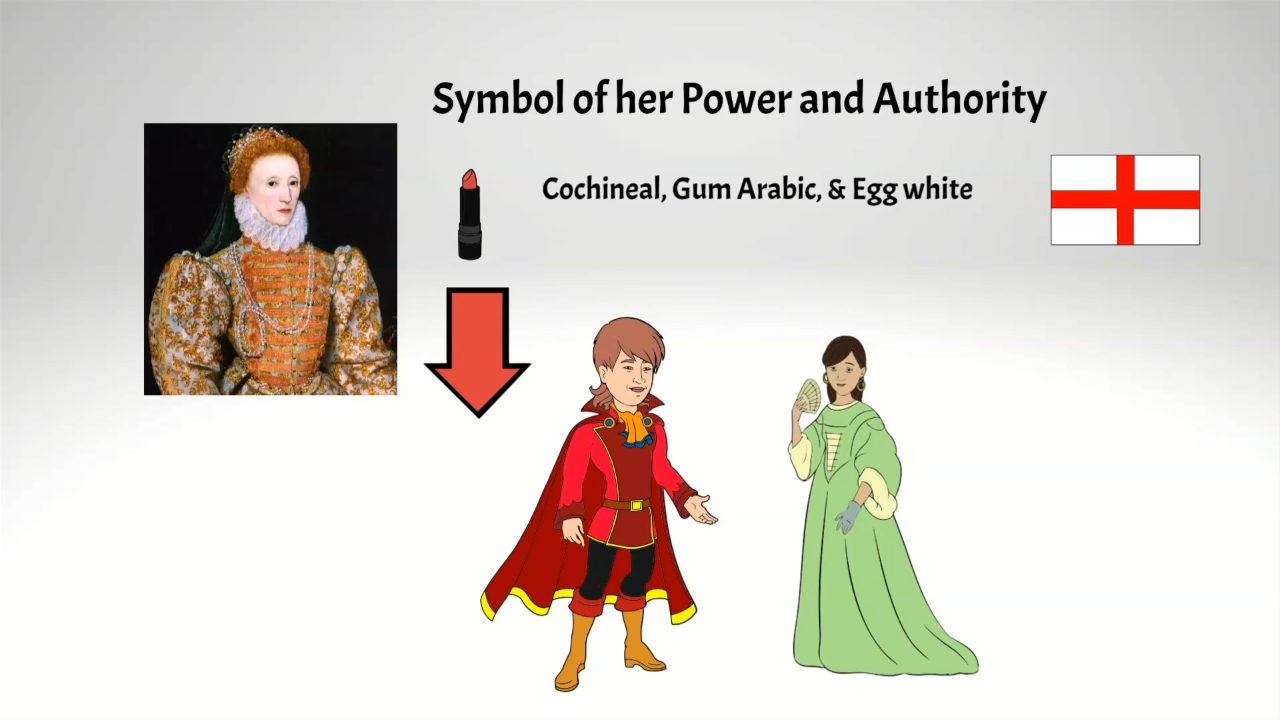 Symbol of her Power and Authority
Cochineal, Gum Arabic, & Egg white